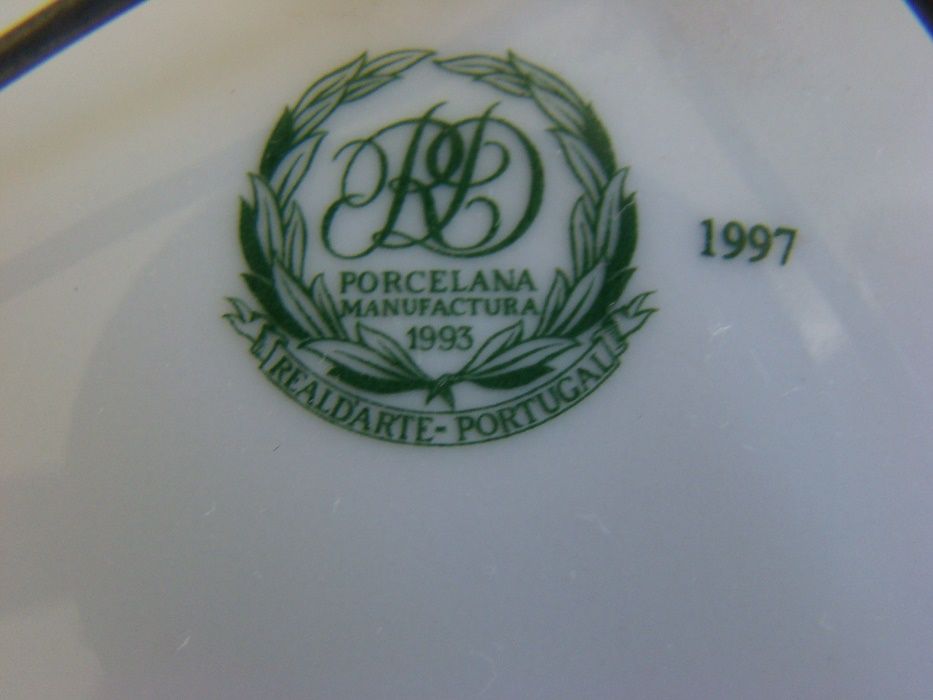 RD
PORCELANA
MANUFACTURA
1993
REALDARTE-PORTUGAL
1997